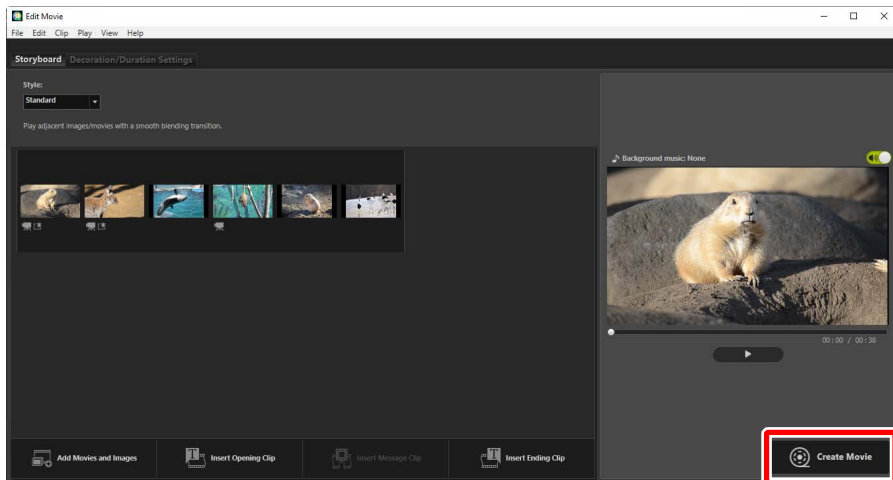 Edit Movie
File Edit Clip Play View Help
Storyboard Decoration/Duration Settings
Style:
Standard
Play adjacent images/movies with a smooth blending transition.
Background music: None
00:00 / 00:38
Add Movies and Images
Insert Opening Clip
Insert Message Clip
Insert Ending Clip
Create Movie